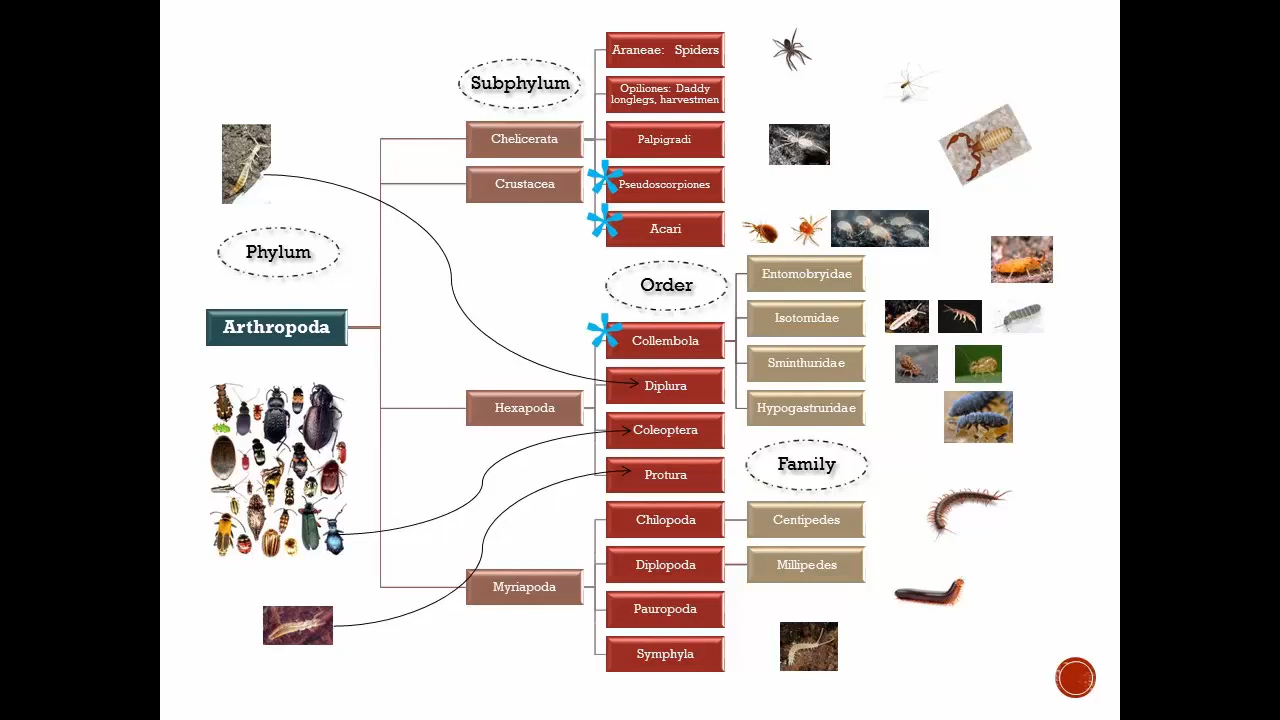 Subphylum
Phylum
Arthropoda
Chelicerata
Crustacea
Hexapoda
Myriapoda
Araneae: Spiders
Opiliones: Daddy
longlegs, harvestmen
Palpigradi
Pseudoscorpiones
Acari
Order
Collembola
Diplura
Coleoptera
Protura
Chilopoda
Diplopoda
Pauropoda
Symphyla
Entomobryidae
Isotomidae
Sminthuridae
Hypogastruridae
Family
Centipedes
Millipedes